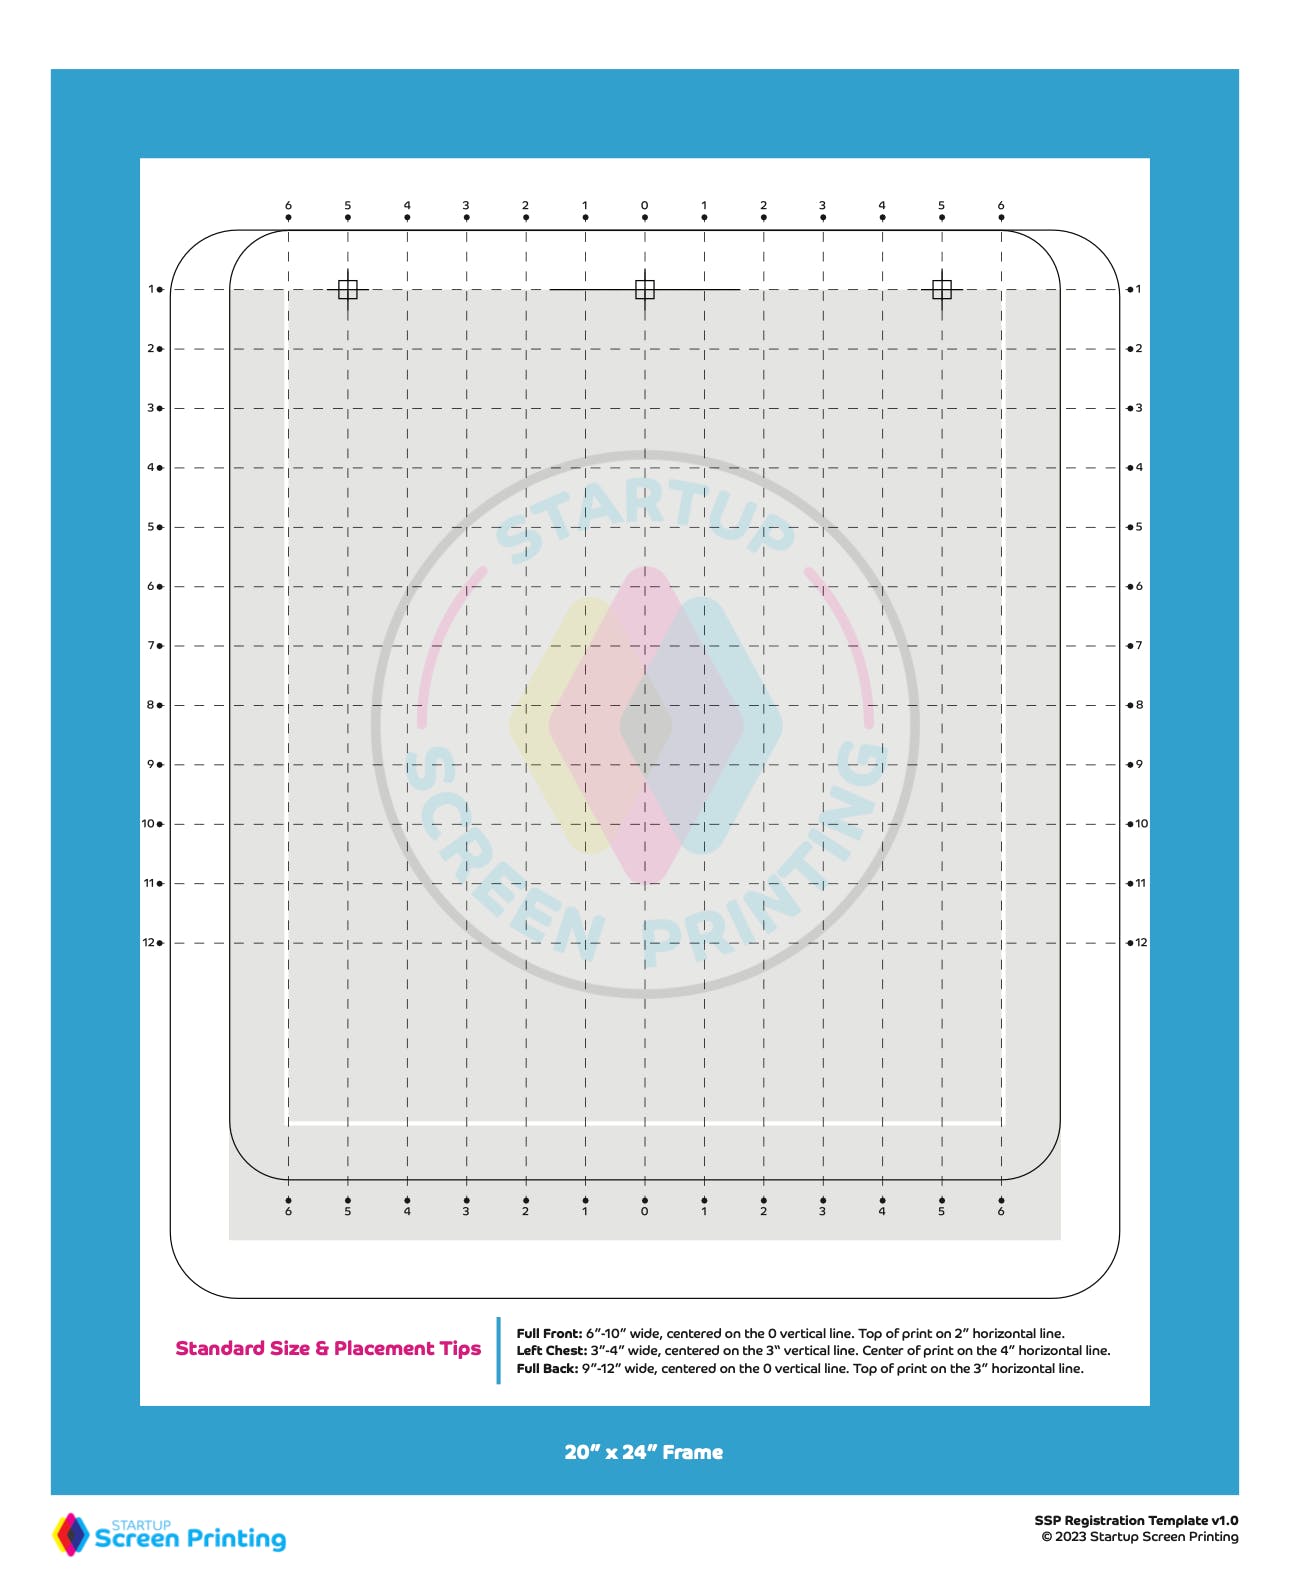 6 5 4 3 2 1 0 1 2 3 4 5 6
1 1
2 2
3 3
4 4
STARTUP
5 5
6 6
7 7
8 8
9 9
10 10
11 11
SCREEN PRINTING
12 12
6 5 4 3 2 1 0 1 2 3 4 5 6
Standard Size & Placement Tips
Full Front: 6”-10” wide, centered on the 0 vertical line. Top of print on 2” horizontal line.
Left Chest: 3”-4” wide, centered on the 3“ vertical line. Center of print on the 4” horizontal line.
Full Back: 9”-12” wide, centered on the 0 vertical line. Top of print on the 3” horizontal line.
20” x 24” Frame
STARTUP
Screen Printing
SSP Registration Template v1.0
© 2023 Startup Screen Printing